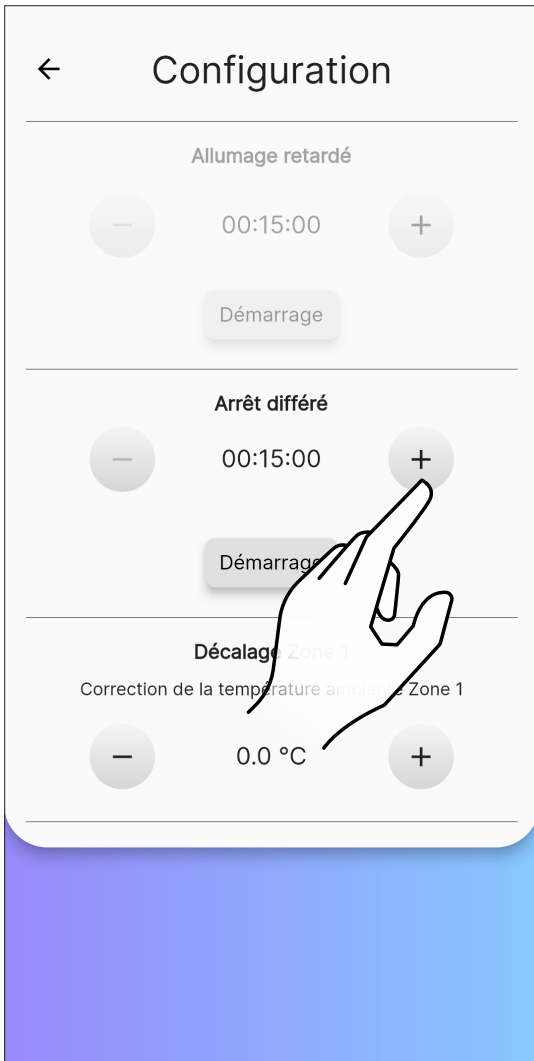 Configuration
Allumage retardé
− 00:15:00 +
Démarrage
Arrêt différé
− 00:15:00 +
Démarrage
Décalage Zone 1
Correction de la température ambiante Zone 1
− 0.0 °C +